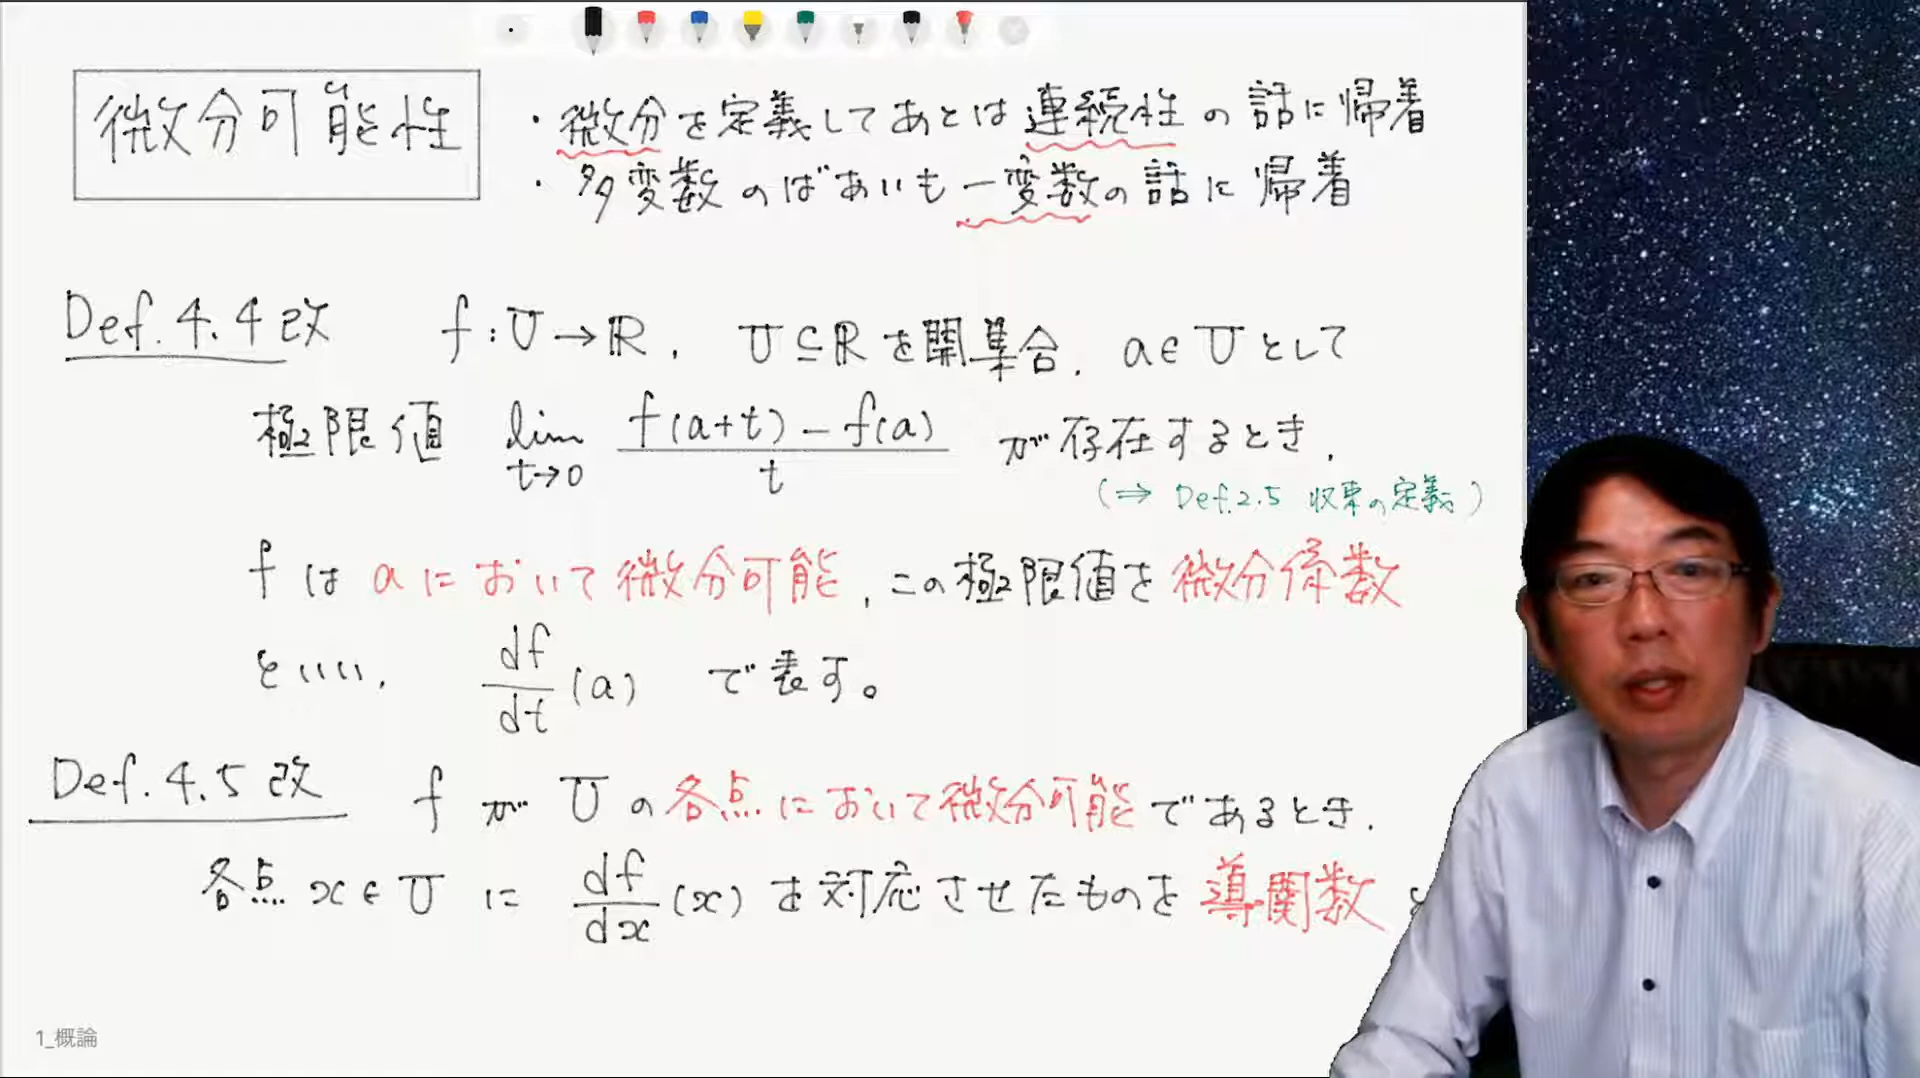 微分可能性
・微分を定義してあとは連続性の話に帰着
・多変数のばあいも一変数の話に帰着
Def. 4.4改 f : U → ℝ, U ⊆ ℝ を開集合, a ∈ U として
極限値 lim t→0 f(a+t) − f(a) / t が存在するとき,
(⇒ Def.2.5 収束の定義)
f は aにおいて微分可能, この極限値を微分係数
といい, df/dt (a) で表す。
Def. 4.5改 f が U の各点において微分可能であるとき,
各点 x ∈ U に df/dx (x) を対応させたものを導関数
1_概論